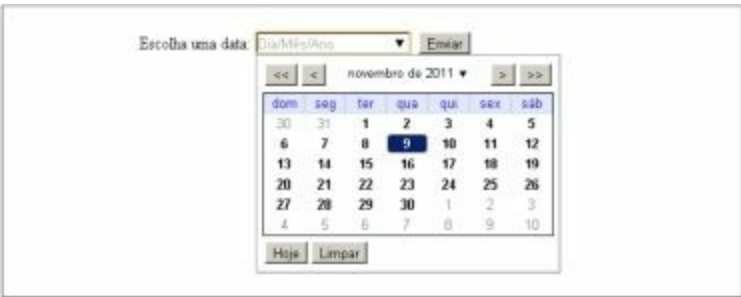 Escolha uma data: Dia/Mês/Ano ▼ Enviar
<< < novembro de 2011 ▼ > >>
dom seg ter qua qui sex sáb
30 31 1 2 3 4 5
6 7 8 9 10 11 12
13 14 15 16 17 18 19
20 21 22 23 24 25 26
27 28 29 30 1 2 3
4 5 6 7 8 9 10
Hoje Limpar